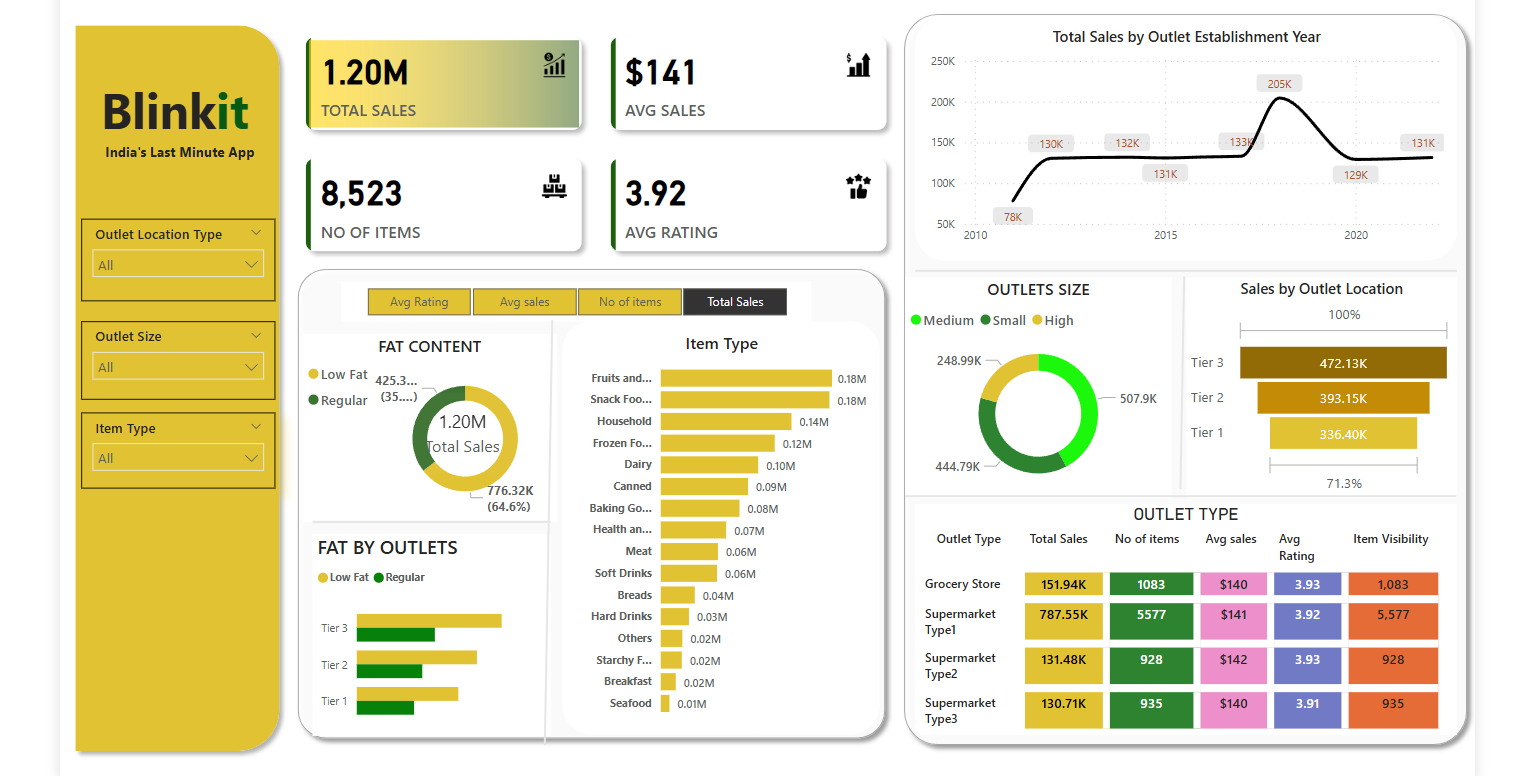 Blinkit
India's Last Minute App
Outlet Location Type
All
Outlet Size
All
Item Type
All
1.20M
TOTAL SALES
$141
AVG SALES
8,523
NO OF ITEMS
3.92
AVG RATING
Avg Rating Avg sales No of items Total Sales
FAT CONTENT
Low Fat
Regular
425.3...
(35....)
1.20M
Total Sales
776.32K
(64.6%)
FAT BY OUTLETS
Low Fat Regular
Tier 3
Tier 2
Tier 1
Item Type
Fruits and... 0.18M
Snack Foo... 0.18M
Household 0.14M
Frozen Fo... 0.12M
Dairy 0.10M
Canned 0.09M
Baking Go... 0.08M
Health an... 0.07M
Meat 0.06M
Soft Drinks 0.06M
Breads 0.04M
Hard Drinks 0.03M
Others 0.02M
Starchy F... 0.02M
Breakfast 0.02M
Seafood 0.01M
Total Sales by Outlet Establishment Year
250K
200K
150K
100K
50K
78K
130K
132K
131K
133K
205K
129K
131K
2010 2015 2020
OUTLETS SIZE
Medium Small High
248.99K
507.9K
444.79K
Sales by Outlet Location
100%
Tier 3 472.13K
Tier 2 393.15K
Tier 1 336.40K
71.3%
OUTLET TYPE
Outlet Type Total Sales No of items Avg sales Avg Rating Item Visibility
Grocery Store 151.94K 1083 $140 3.93 1,083
Supermarket Type1 787.55K 5577 $141 3.92 5,577
Supermarket Type2 131.48K 928 $142 3.93 928
Supermarket Type3 130.71K 935 $140 3.91 935